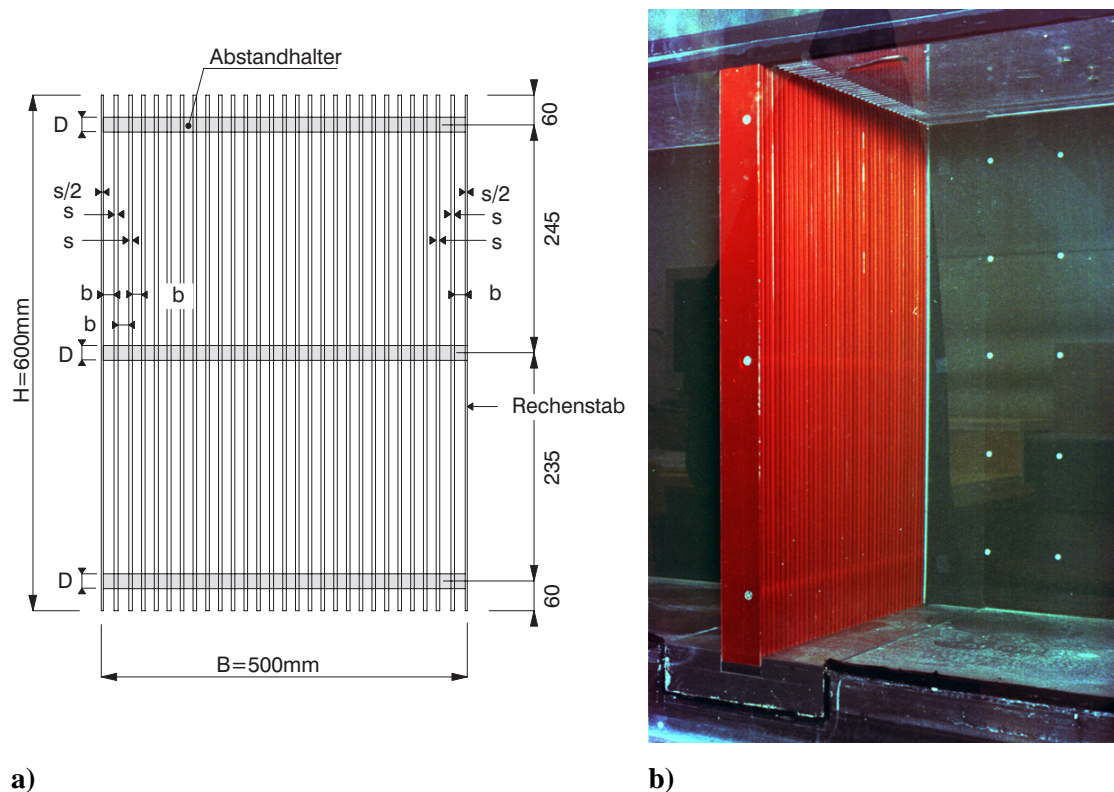 Abstandhalter
D
60
s/2
s/2
s
s
s
s
245
b
b
b
b
D
H=600mm
Rechenstab
235
D
60
B=500mm
a)
b)